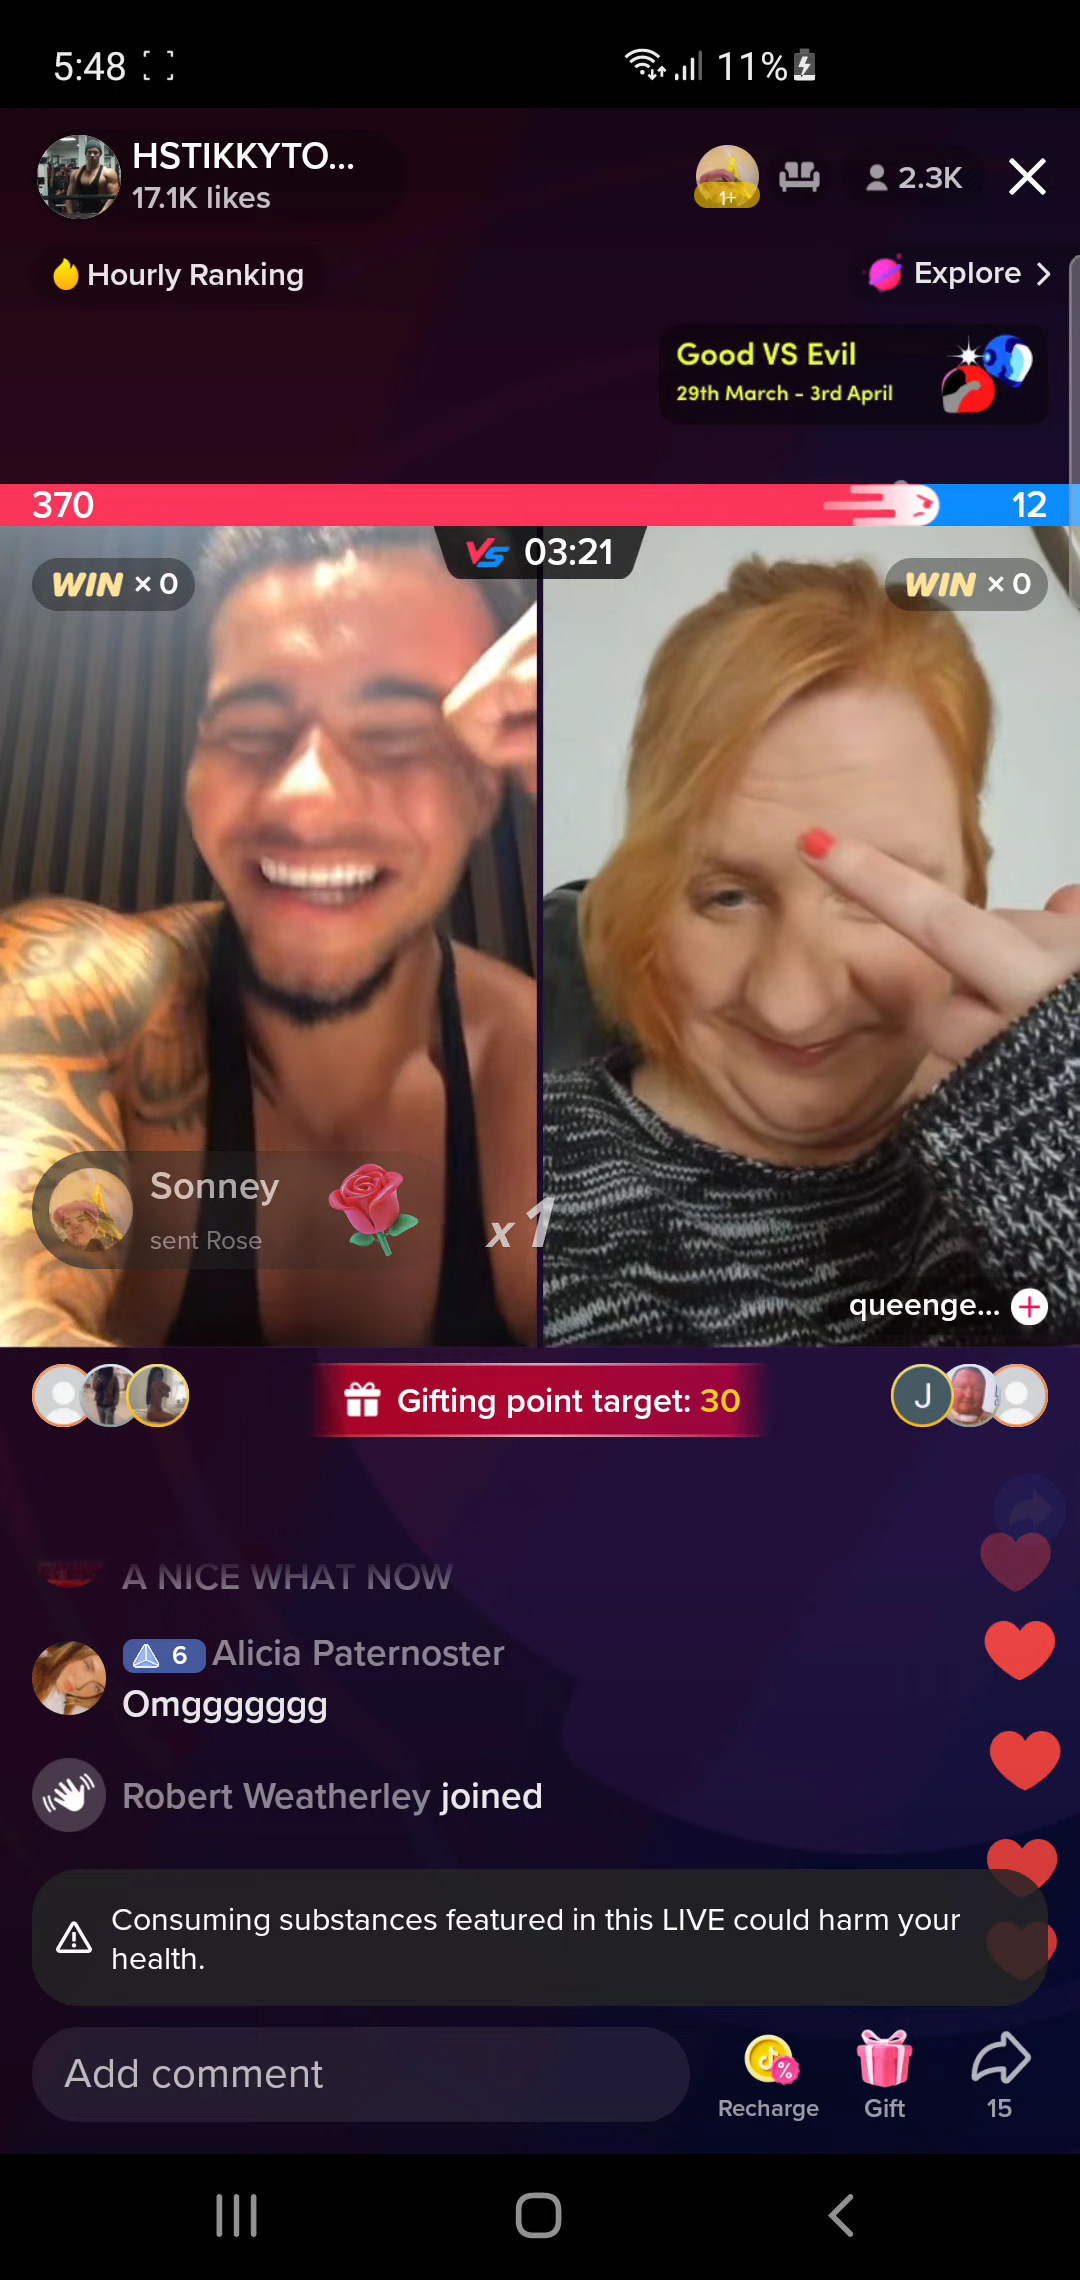 5:48
11%
HSTIKKYTO...
17.1K likes
1+
2.3K
Hourly Ranking
Explore
Good VS Evil
29th March - 3rd April
370
12
VS 03:21
WIN × 0
WIN × 0
Sonney
sent Rose
x 1
queenge...
Gifting point target: 30
J
A NICE WHAT NOW
6 Alicia Paternoster
Omggggggg
Robert Weatherley joined
Consuming substances featured in this LIVE could harm your
health.
Add comment
Recharge
Gift
15